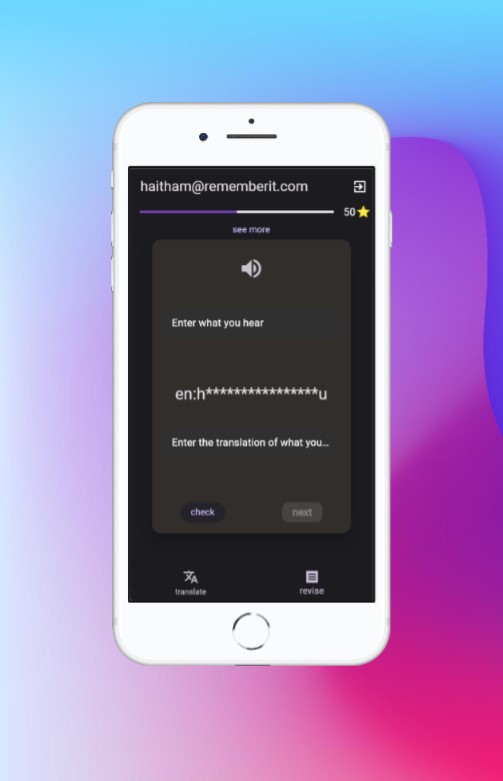 haitham@rememberit.com
50
see more
Enter what you hear
en:h****************u
Enter the translation of what you…
check
next
translate
revise